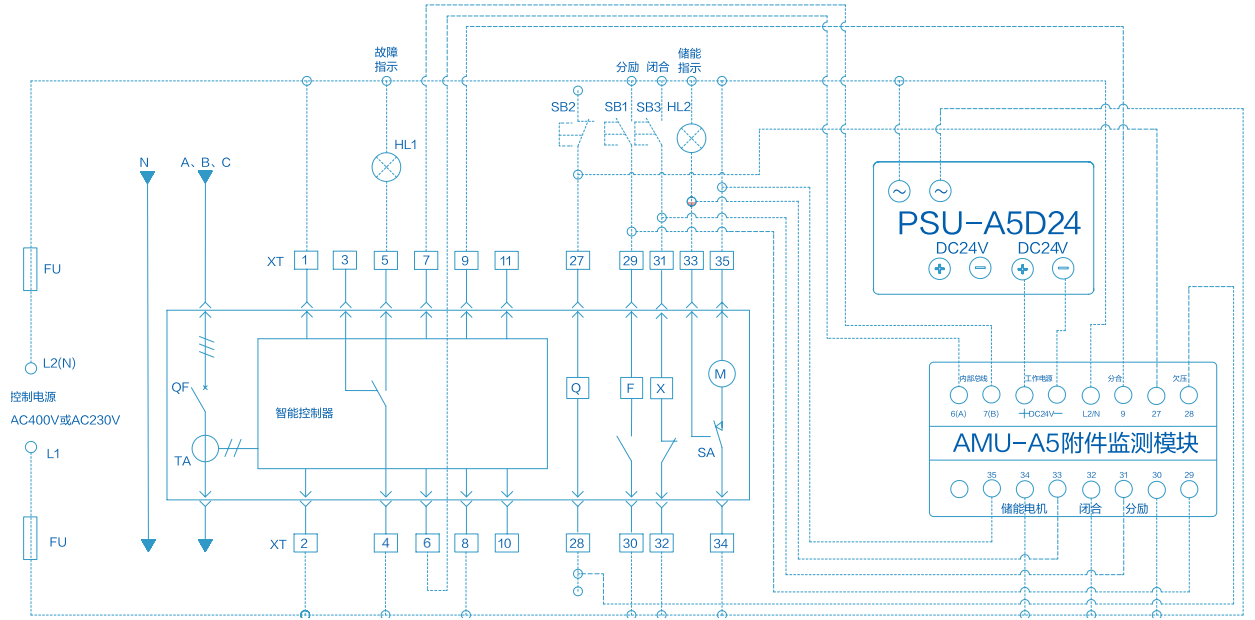 故障
指示
分励 闭合
储能
指示
SB2 SB1 SB3 HL2
HL1
N A、B、C
PSU-A5D24
DC24V DC24V
XT 1 3 5 7 9 11 27 29 31 33 35
FU
L2(N)
控制电源
AC400V或AC230V
L1
FU
QF
TA
智能控制器
Q F X M
SA
内部总线 工作电源 分合 欠压
6(A) 7(B) +DC24V- L2/N 9 27 28
AMU-A5附件监测模块
35 34 33 32 31 30 29
储能电机 闭合 分励
XT 2 4 6 8 10 28 30 32 34